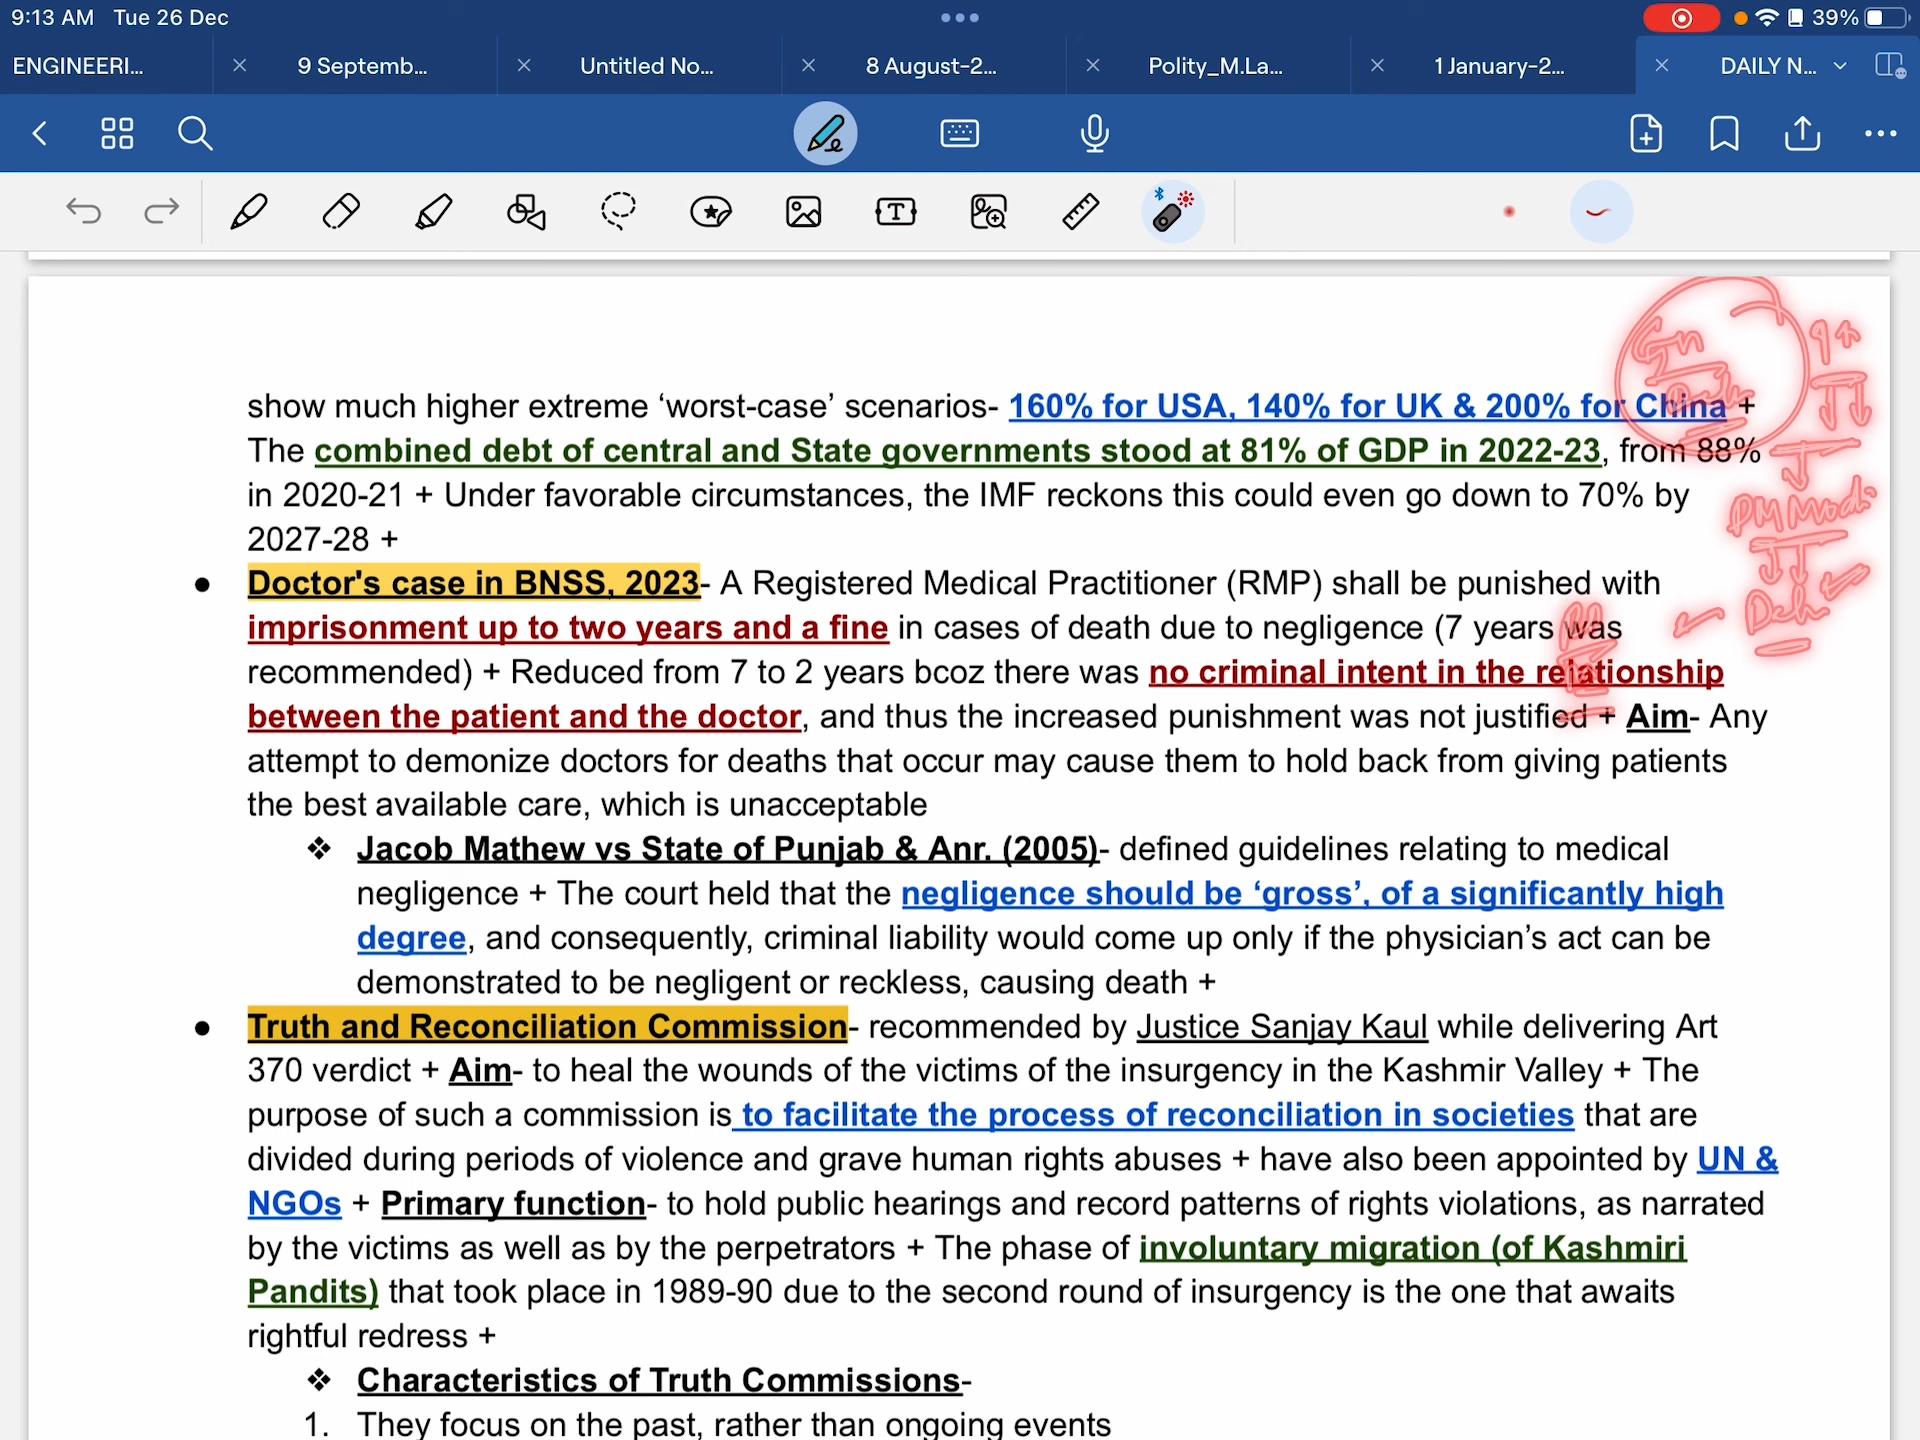 9:13 AM Tue 26 Dec
39%
ENGINEERI...
9 Septemb...
Untitled No...
8 August-2...
Polity_M.La...
1 January-2...
DAILY N...
show much higher extreme ‘worst-case’ scenarios- 160% for USA, 140% for UK & 200% for China +
The combined debt of central and State governments stood at 81% of GDP in 2022-23, from 88%
in 2020-21 + Under favorable circumstances, the IMF reckons this could even go down to 70% by
2027-28 +
PM Modi
● Doctor's case in BNSS, 2023- A Registered Medical Practitioner (RMP) shall be punished with
imprisonment up to two years and a fine in cases of death due to negligence (7 years was
recommended) + Reduced from 7 to 2 years bcoz there was no criminal intent in the relationship
between the patient and the doctor, and thus the increased punishment was not justified + Aim- Any
attempt to demonize doctors for deaths that occur may cause them to hold back from giving patients
the best available care, which is unacceptable
❖ Jacob Mathew vs State of Punjab & Anr. (2005)- defined guidelines relating to medical
negligence + The court held that the negligence should be ‘gross’, of a significantly high
degree, and consequently, criminal liability would come up only if the physician’s act can be
demonstrated to be negligent or reckless, causing death +
● Truth and Reconciliation Commission- recommended by Justice Sanjay Kaul while delivering Art
370 verdict + Aim- to heal the wounds of the victims of the insurgency in the Kashmir Valley + The
purpose of such a commission is to facilitate the process of reconciliation in societies that are
divided during periods of violence and grave human rights abuses + have also been appointed by UN &
NGOs + Primary function- to hold public hearings and record patterns of rights violations, as narrated
by the victims as well as by the perpetrators + The phase of involuntary migration (of Kashmiri
Pandits) that took place in 1989-90 due to the second round of insurgency is the one that awaits
rightful redress +
❖ Characteristics of Truth Commissions-
1. They focus on the past, rather than ongoing events